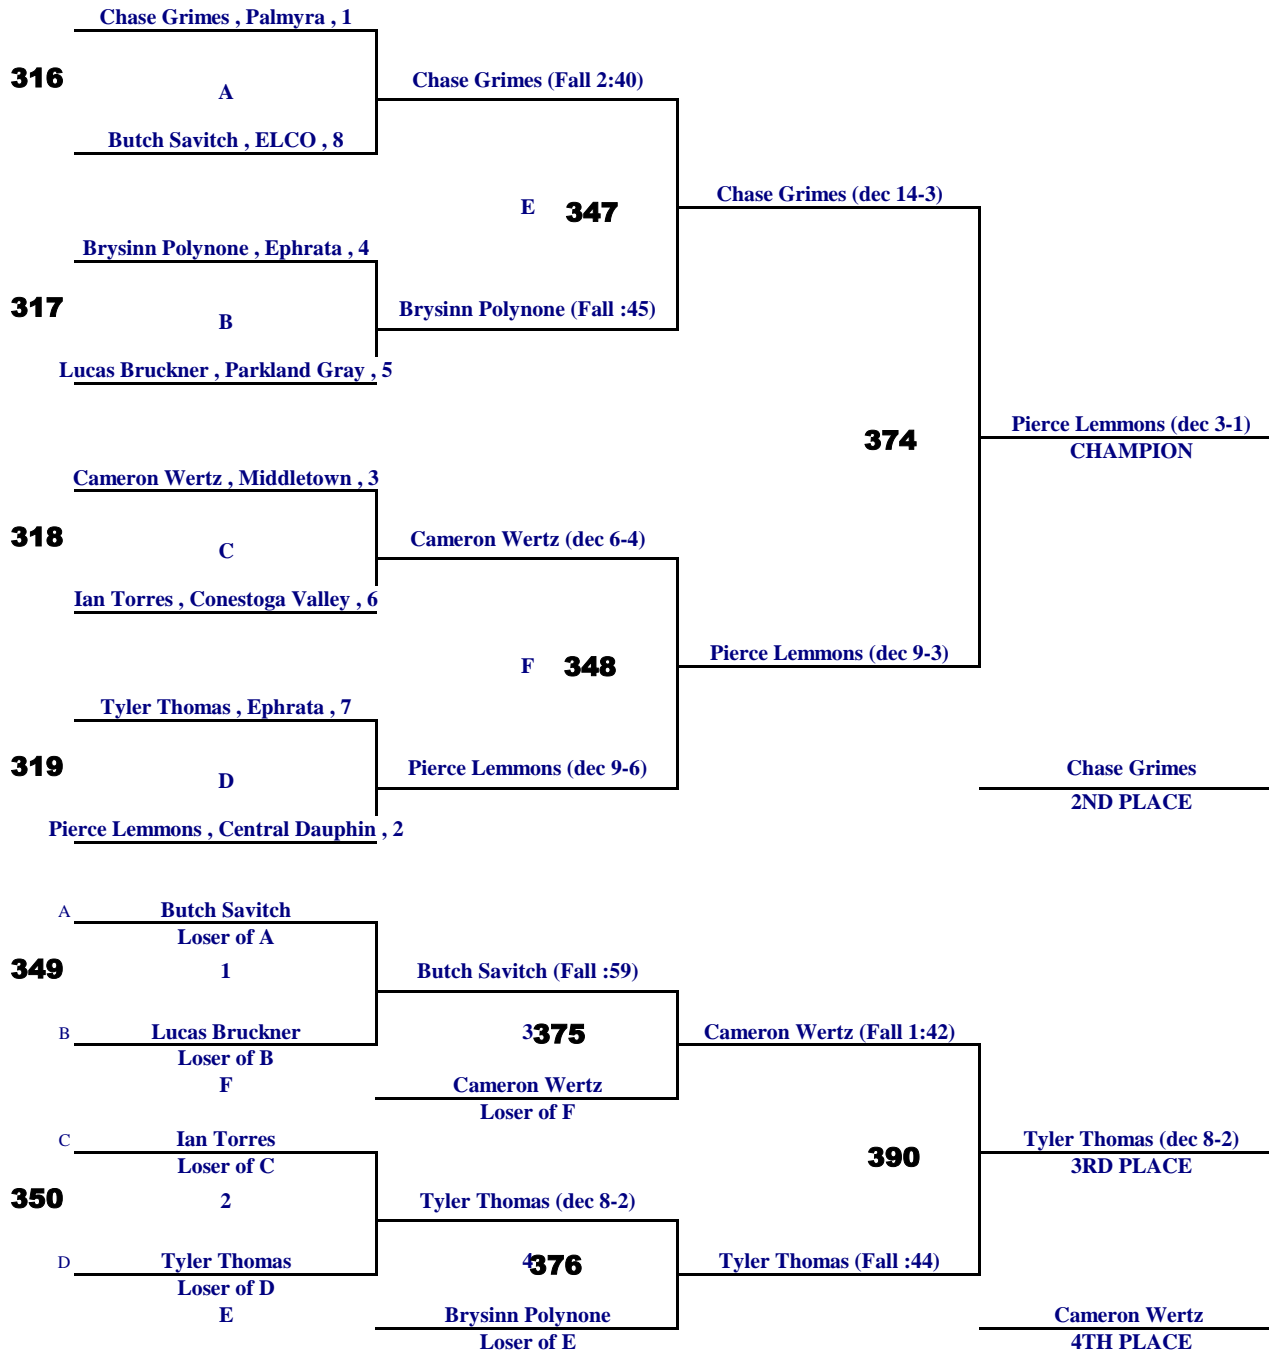 Chase Grimes , Palmyra , 1
316
A
Chase Grimes (Fall 2:40)
Butch Savitch , ELCO , 8
E
347
Chase Grimes (dec 14-3)
Brysinn Polynone , Ephrata , 4
317
B
Brysinn Polynone (Fall :45)
Lucas Bruckner , Parkland Gray , 5
374
Pierce Lemmons (dec 3-1)
CHAMPION
Cameron Wertz , Middletown , 3
318
C
Cameron Wertz (dec 6-4)
Ian Torres , Conestoga Valley , 6
F
348
Pierce Lemmons (dec 9-3)
Tyler Thomas , Ephrata , 7
319
D
Pierce Lemmons (dec 9-6)
Chase Grimes
2ND PLACE
Pierce Lemmons , Central Dauphin , 2
A
Butch Savitch
Loser of A
349
1
Butch Savitch (Fall :59)
B
Lucas Bruckner
Loser of B
3
375
Cameron Wertz (Fall 1:42)
F
Cameron Wertz
Loser of F
C
Ian Torres
Loser of C
390
Tyler Thomas (dec 8-2)
3RD PLACE
350
2
Tyler Thomas (dec 8-2)
D
Tyler Thomas
Loser of D
4
376
Tyler Thomas (Fall :44)
E
Brysinn Polynone
Loser of E
Cameron Wertz
4TH PLACE